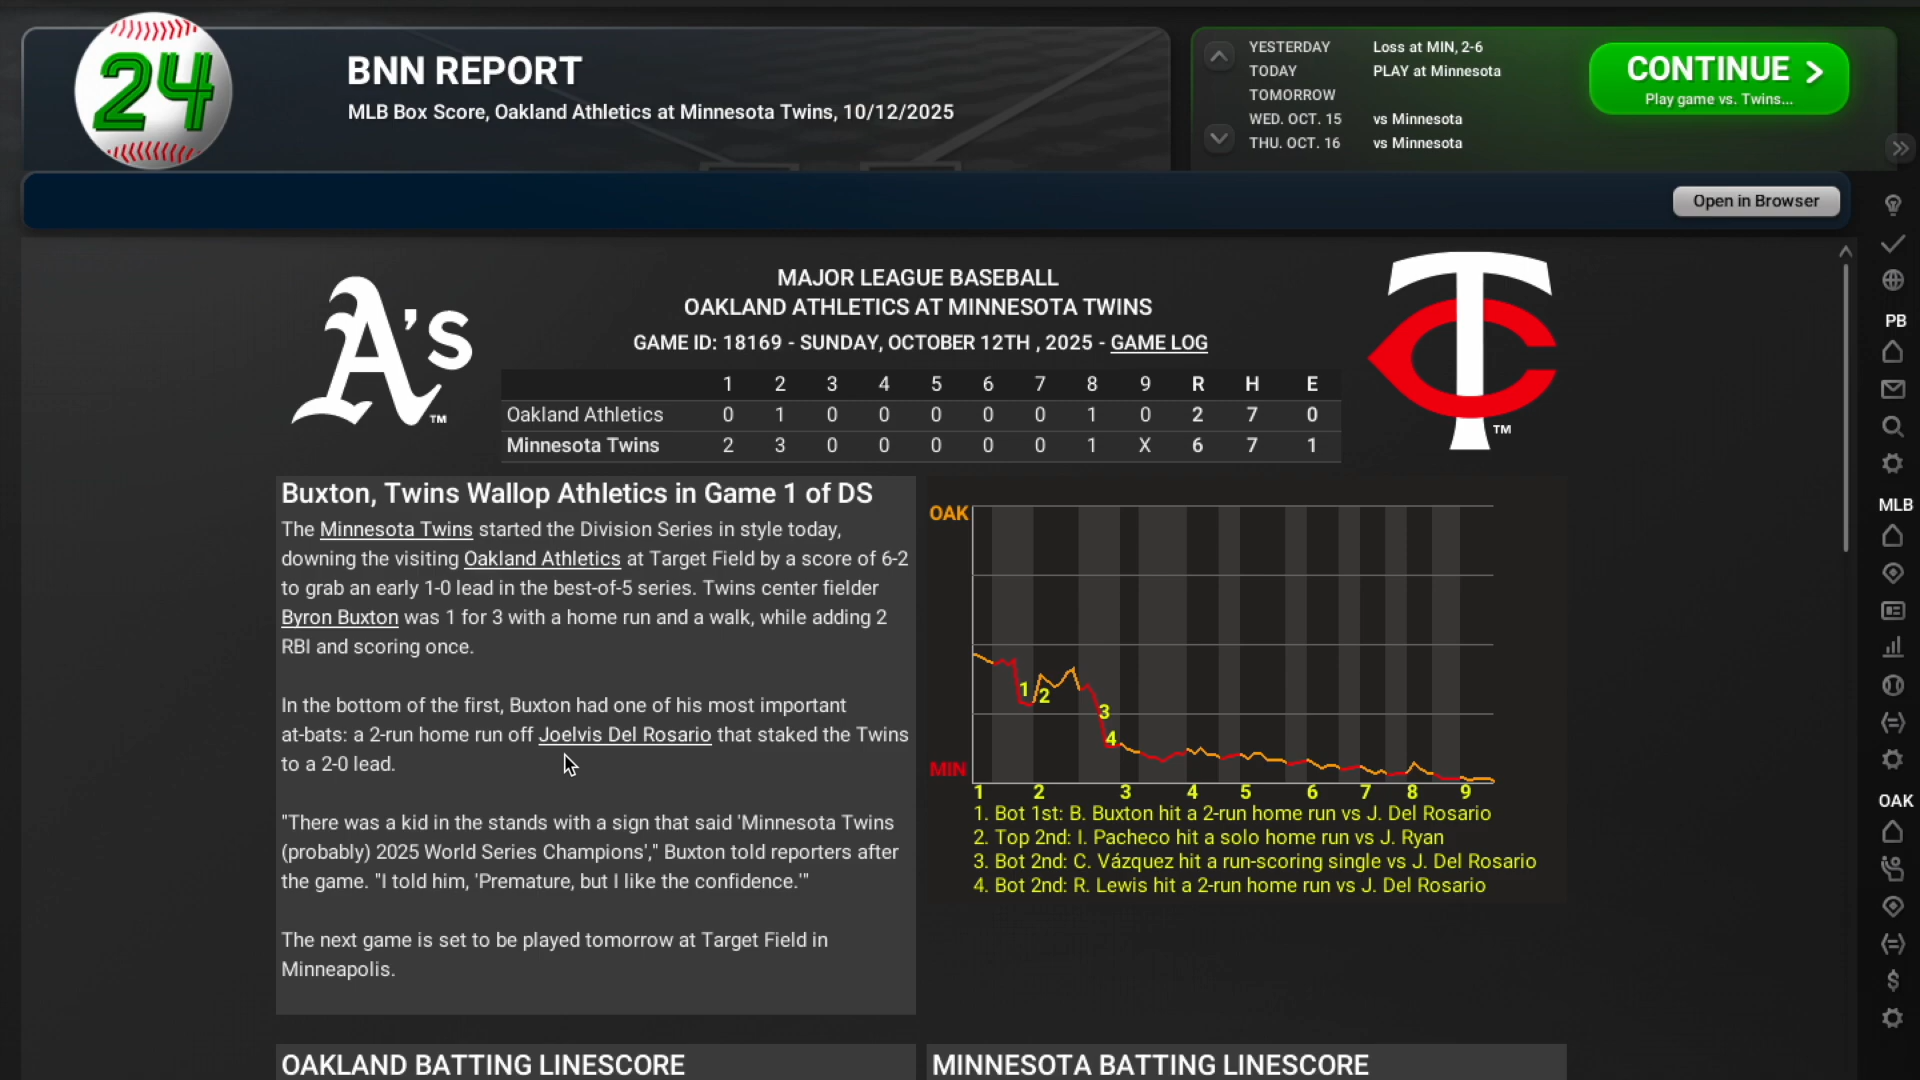 24
BNN REPORT
MLB Box Score, Oakland Athletics at Minnesota Twins, 10/12/2025
YESTERDAY Loss at MIN, 2-6
TODAY PLAY at Minnesota
TOMORROW
WED. OCT. 15 vs Minnesota
THU. OCT. 16 vs Minnesota
CONTINUE
Play game vs. Twins...
Open in Browser
A's TM
MAJOR LEAGUE BASEBALL
OAKLAND ATHLETICS AT MINNESOTA TWINS
GAME ID: 18169 - SUNDAY, OCTOBER 12TH , 2025 - GAME LOG
1 2 3 4 5 6 7 8 9 R H E
Oakland Athletics 0 1 0 0 0 0 0 1 0 2 7 0
Minnesota Twins 2 3 0 0 0 0 0 1 X 6 7 1
TC TM
Buxton, Twins Wallop Athletics in Game 1 of DS
The Minnesota Twins started the Division Series in style today,
downing the visiting Oakland Athletics at Target Field by a score of 6-2
to grab an early 1-0 lead in the best-of-5 series. Twins center fielder
Byron Buxton was 1 for 3 with a home run and a walk, while adding 2
RBI and scoring once.
In the bottom of the first, Buxton had one of his most important
at-bats: a 2-run home run off Joelvis Del Rosario that staked the Twins
to a 2-0 lead.
"There was a kid in the stands with a sign that said 'Minnesota Twins
(probably) 2025 World Series Champions'," Buxton told reporters after
the game. "I told him, 'Premature, but I like the confidence.'"
The next game is set to be played tomorrow at Target Field in
Minneapolis.
OAK
1 2
3
4
MIN
1 2 3 4 5 6 7 8 9
1. Bot 1st: B. Buxton hit a 2-run home run vs J. Del Rosario
2. Top 2nd: I. Pacheco hit a solo home run vs J. Ryan
3. Bot 2nd: C. Vázquez hit a run-scoring single vs J. Del Rosario
4. Bot 2nd: R. Lewis hit a 2-run home run vs J. Del Rosario
OAKLAND BATTING LINESCORE
MINNESOTA BATTING LINESCORE
PB
MLB
OAK